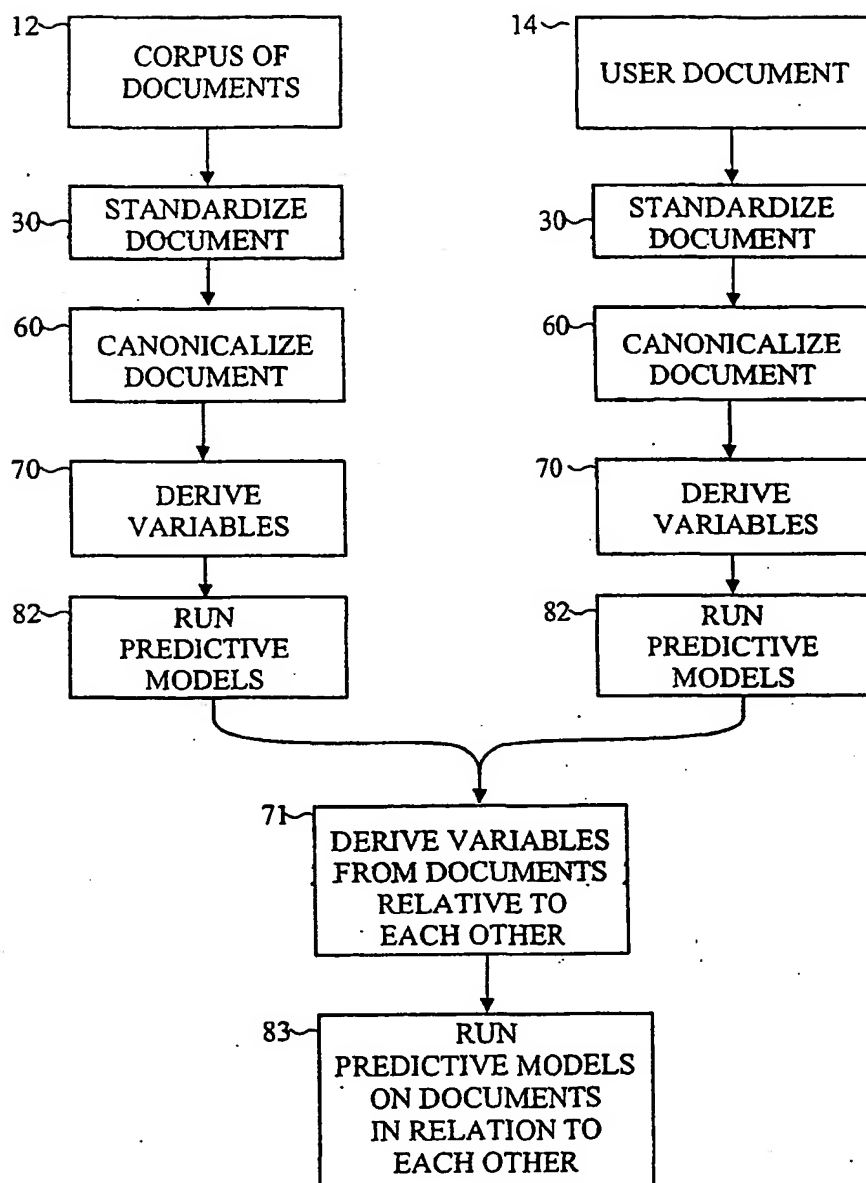 12
CORPUS OF
DOCUMENTS
14
USER DOCUMENT
30
STANDARDIZE
DOCUMENT
30
STANDARDIZE
DOCUMENT
60
CANONICALIZE
DOCUMENT
60
CANONICALIZE
DOCUMENT
70
DERIVE
VARIABLES
70
DERIVE
VARIABLES
82
RUN
PREDICTIVE
MODELS
82
RUN
PREDICTIVE
MODELS
71
DERIVE VARIABLES
FROM DOCUMENTS
RELATIVE TO
EACH OTHER
83
RUN
PREDICTIVE MODELS
ON DOCUMENTS
IN RELATION TO
EACH OTHER